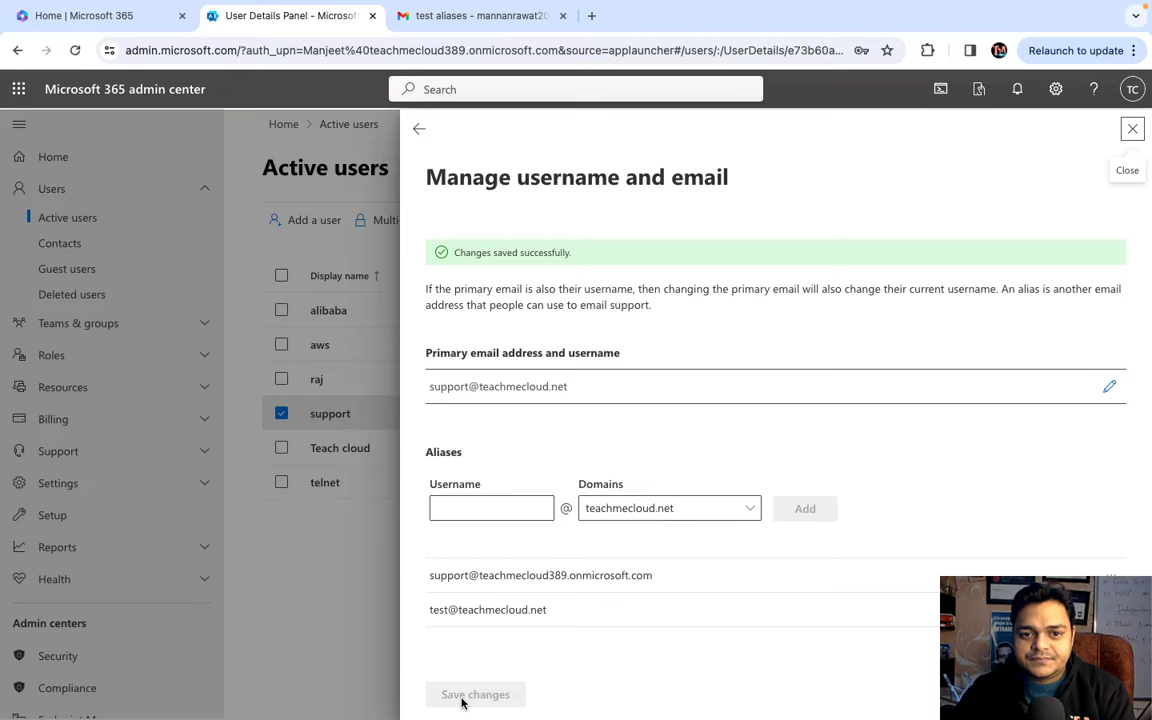 Home | Microsoft 365
User Details Panel - Microsof
test aliases - mannanrawat20
admin.microsoft.com/?auth_upn=Manjeet%40teachmecloud389.onmicrosoft.com&source=applauncher#/users/:/UserDetails/e73b60a...
Relaunch to update
Microsoft 365 admin center
Search
TC
Home
Users
Active users
Contacts
Guest users
Deleted users
Teams & groups
Roles
Resources
Billing
Support
Settings
Setup
Reports
Health
Admin centers
Security
Compliance
Home > Active users
Active users
Add a user
Multi
Display name ↑
alibaba
aws
raj
support
Teach cloud
telnet
Close
Manage username and email
Changes saved successfully.
If the primary email is also their username, then changing the primary email will also change their current username. An alias is another email
address that people can use to email support.
Primary email address and username
support@teachmecloud.net
Aliases
Username
Domains
@
teachmecloud.net
Add
support@teachmecloud389.onmicrosoft.com
test@teachmecloud.net
Save changes